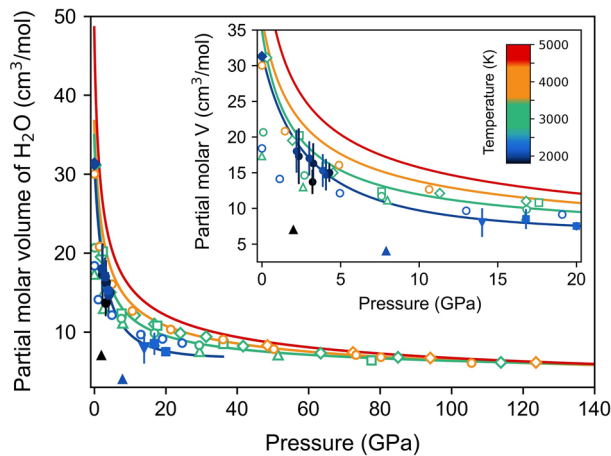 Partial molar volume of H₂O (cm³/mol)
50
40
30
20
10
0 20 40 60 80 100 120 140
Pressure (GPa)
Partial molar V (cm³/mol)
35
30
25
20
15
10
5
0 5 10 15 20
Pressure (GPa)
Temperature (K)
5000
4000
3000
2000